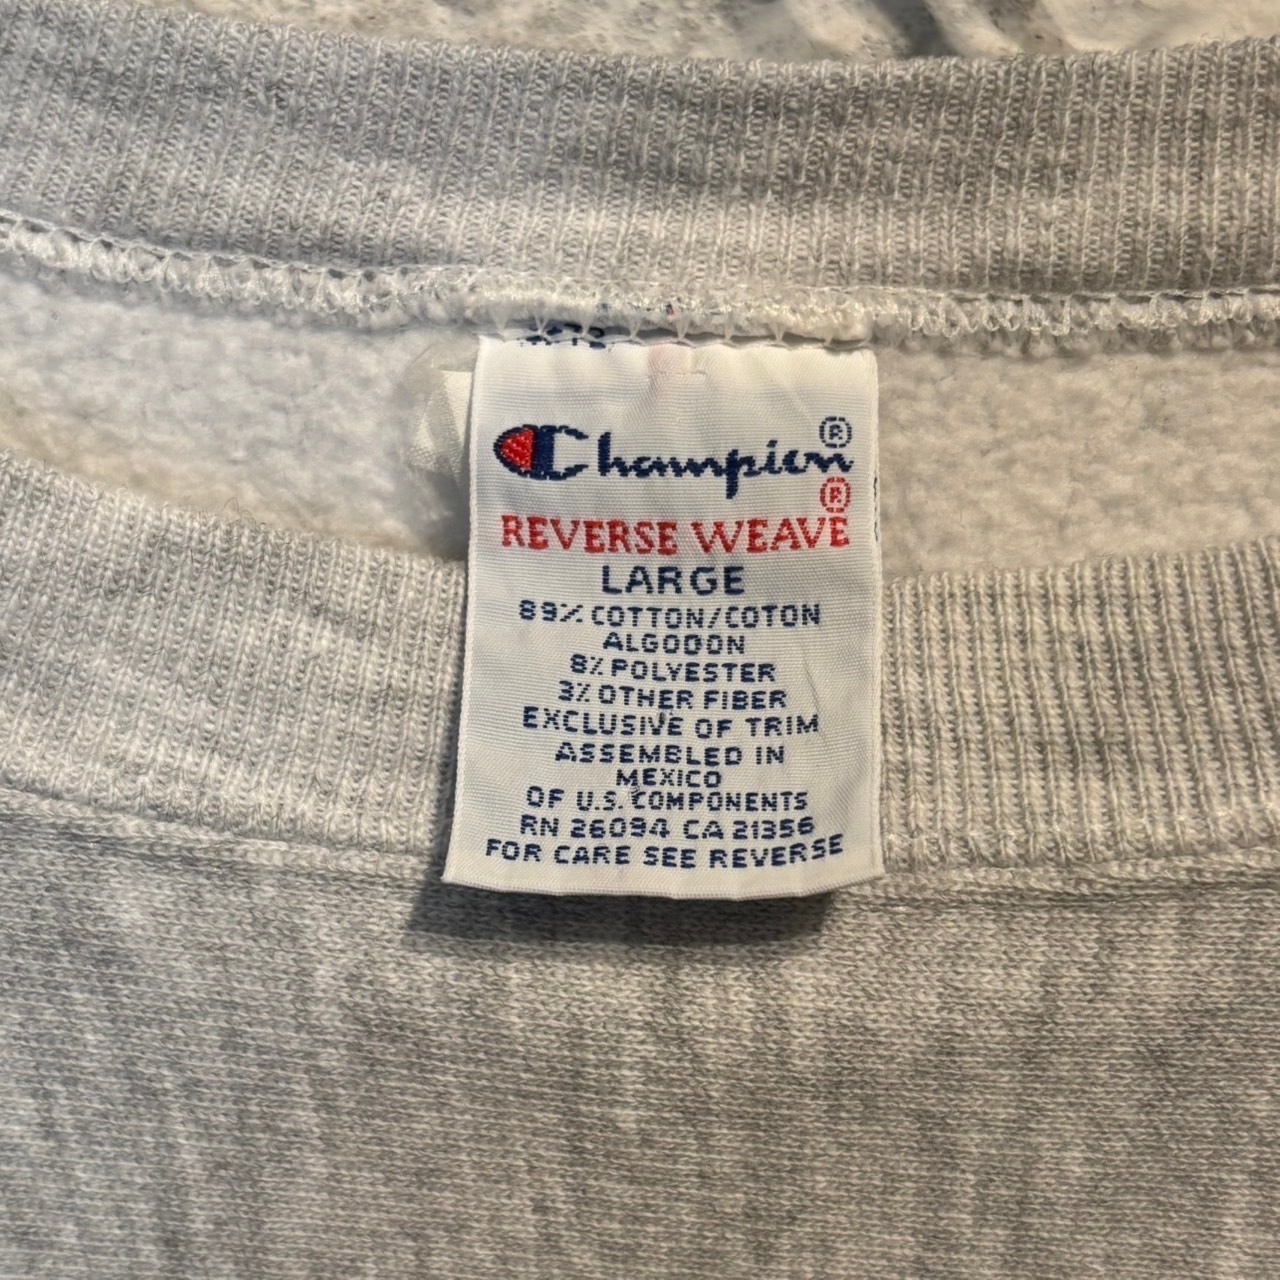 Champion®
REVERSE WEAVE®
LARGE
89% COTTON/COTON
ALGODON
8% POLYESTER
3% OTHER FIBER
EXCLUSIVE OF TRIM
ASSEMBLED IN
MEXICO
OF U.S. COMPONENTS
RN 26094 CA 21356
FOR CARE SEE REVERSE